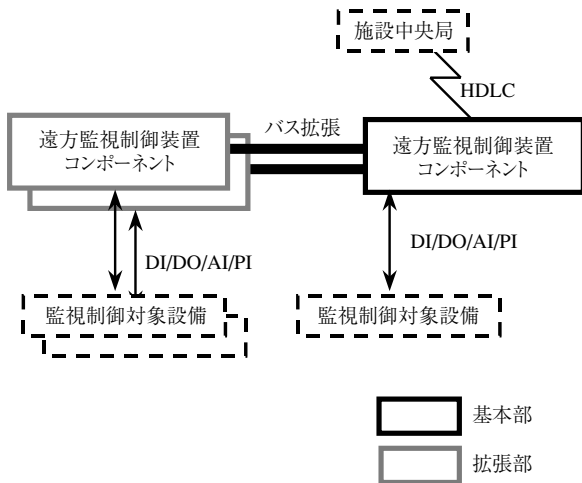 施設中央局
HDLC
遠方監視制御装置
コンポーネント
バス拡張
遠方監視制御装置
コンポーネント
DI/DO/AI/PI
DI/DO/AI/PI
監視制御対象設備
監視制御対象設備
基本部
拡張部